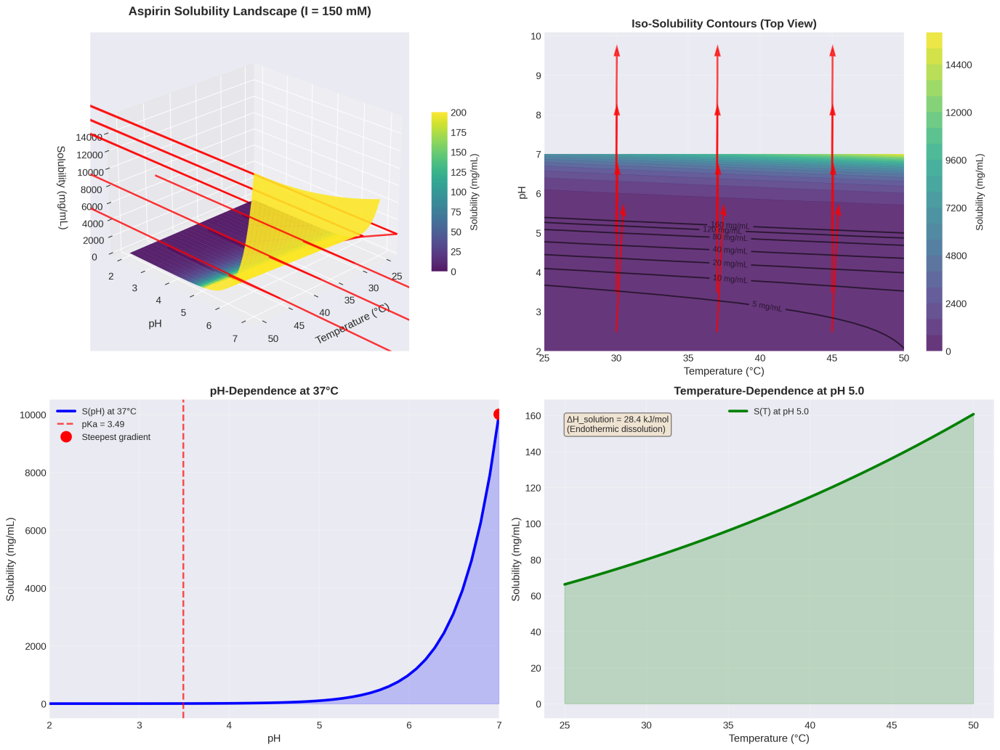 Aspirin Solubility Landscape (I = 150 mM)
14000
12000
10000
8000
6000
4000
2000
0
Solubility (mg/mL)
2
3
4
5
6
7
pH
25
30
35
40
45
50
Temperature (°C)
200
175
150
125
100
75
50
25
0
Solubility (mg/mL)
Iso-Solubility Contours (Top View)
10
9
8
7
6
5
4
3
2
pH
160 mg/mL
120 mg/mL
80 mg/mL
40 mg/mL
20 mg/mL
10 mg/mL
5 mg/mL
25
30
35
40
45
50
Temperature (°C)
14400
12000
9600
7200
4800
2400
0
Solubility (mg/mL)
pH-Dependence at 37°C
S(pH) at 37°C
pKa = 3.49
Steepest gradient
10000
8000
6000
4000
2000
0
Solubility (mg/mL)
2
3
4
5
6
7
pH
Temperature-Dependence at pH 5.0
ΔH_solution = 28.4 kJ/mol
(Endothermic dissolution)
S(T) at pH 5.0
160
140
120
100
80
60
40
20
0
Solubility (mg/mL)
25
30
35
40
45
50
Temperature (°C)